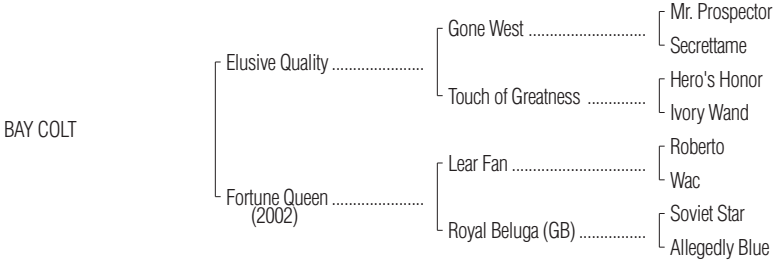 Mr. Prospector
Gone West ............................
Secrettame
Elusive Quality ......................
Hero's Honor
Touch of Greatness ..............
Ivory Wand
BAY COLT
Roberto
Lear Fan ................................
Wac
Fortune Queen ......................
(2002)
Soviet Star
Royal Beluga (GB) ................
Allegedly Blue